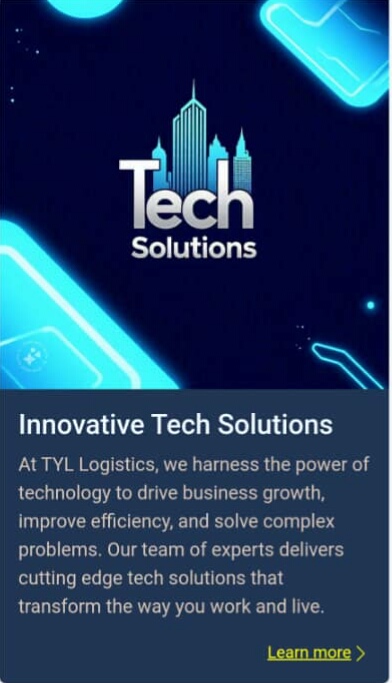 Tech
Solutions
Innovative Tech Solutions
At TYL Logistics, we harness the power of
technology to drive business growth,
improve efficiency, and solve complex
problems. Our team of experts delivers
cutting edge tech solutions that
transform the way you work and live.
Learn more